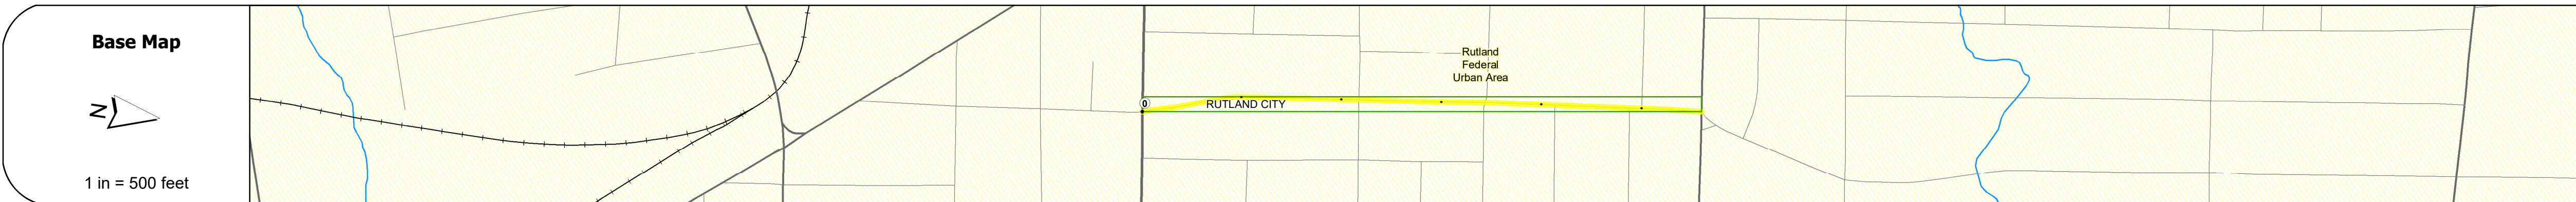 Base Map
N
1 in = 500 feet
0
RUTLAND CITY
Rutland
Federal
Urban Area